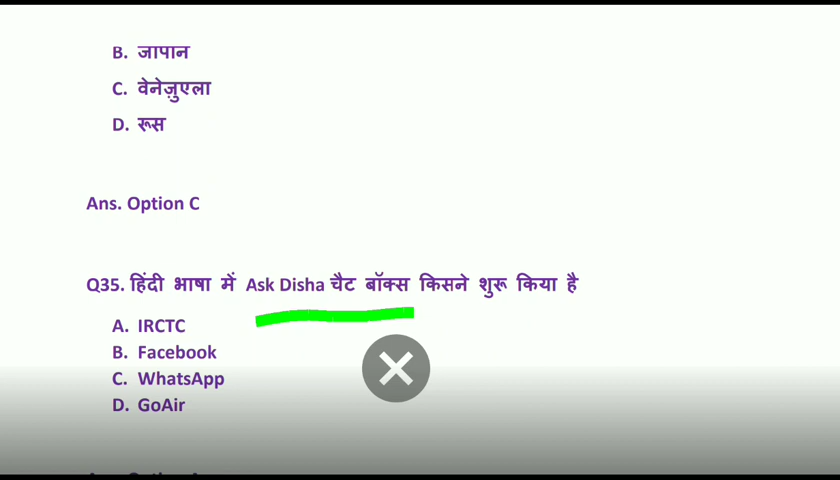 B. जापान
C. वेनेज़ुएला
D. रूस
Ans. Option C
Q35. हिंदी भाषा में Ask Disha चैट बॉक्स किसने शुरू किया है
A. IRCTC
B. Facebook
C. WhatsApp
D. GoAir